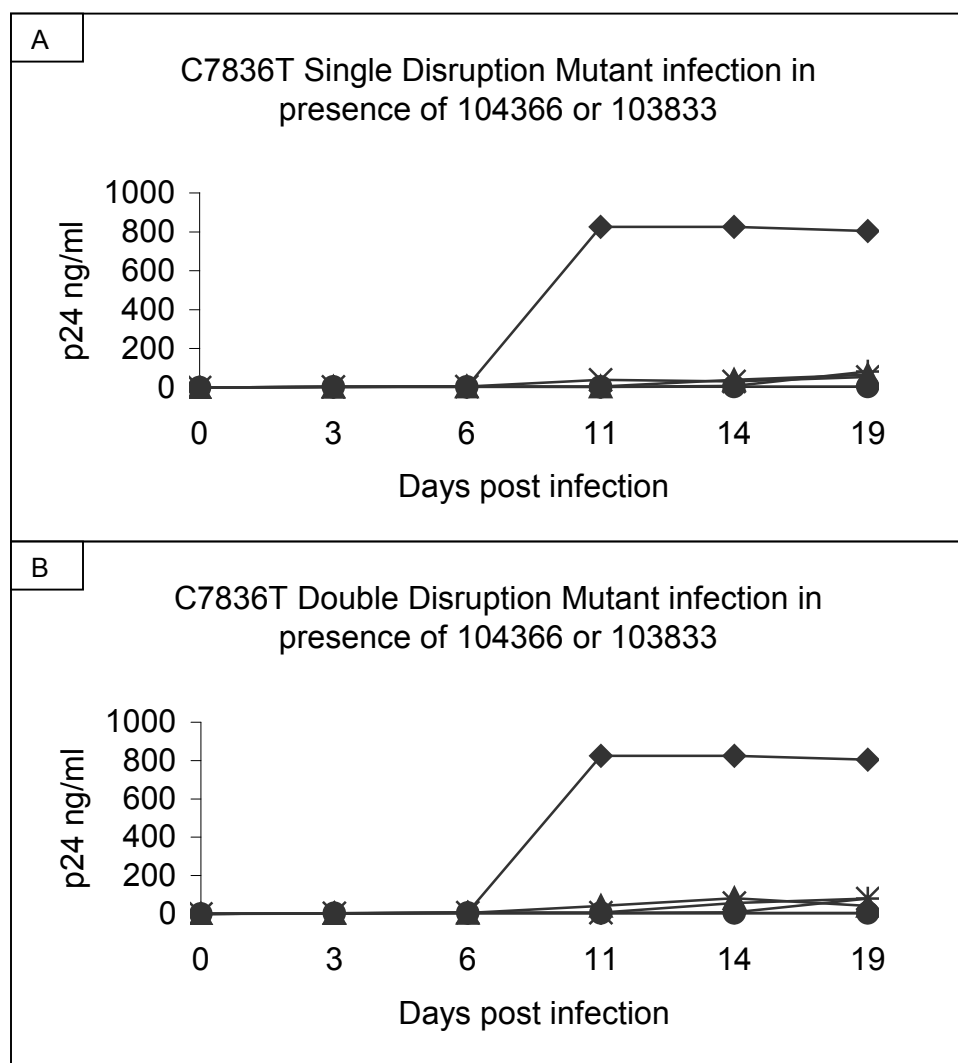 A
C7836T Single Disruption Mutant infection in
presence of 104366 or 103833
1000
800
600
400
200
0
p24 ng/ml
0 3 6 11 14 19
Days post infection
B
C7836T Double Disruption Mutant infection in
presence of 104366 or 103833
1000
800
600
400
200
0
p24 ng/ml
0 3 6 11 14 19
Days post infection